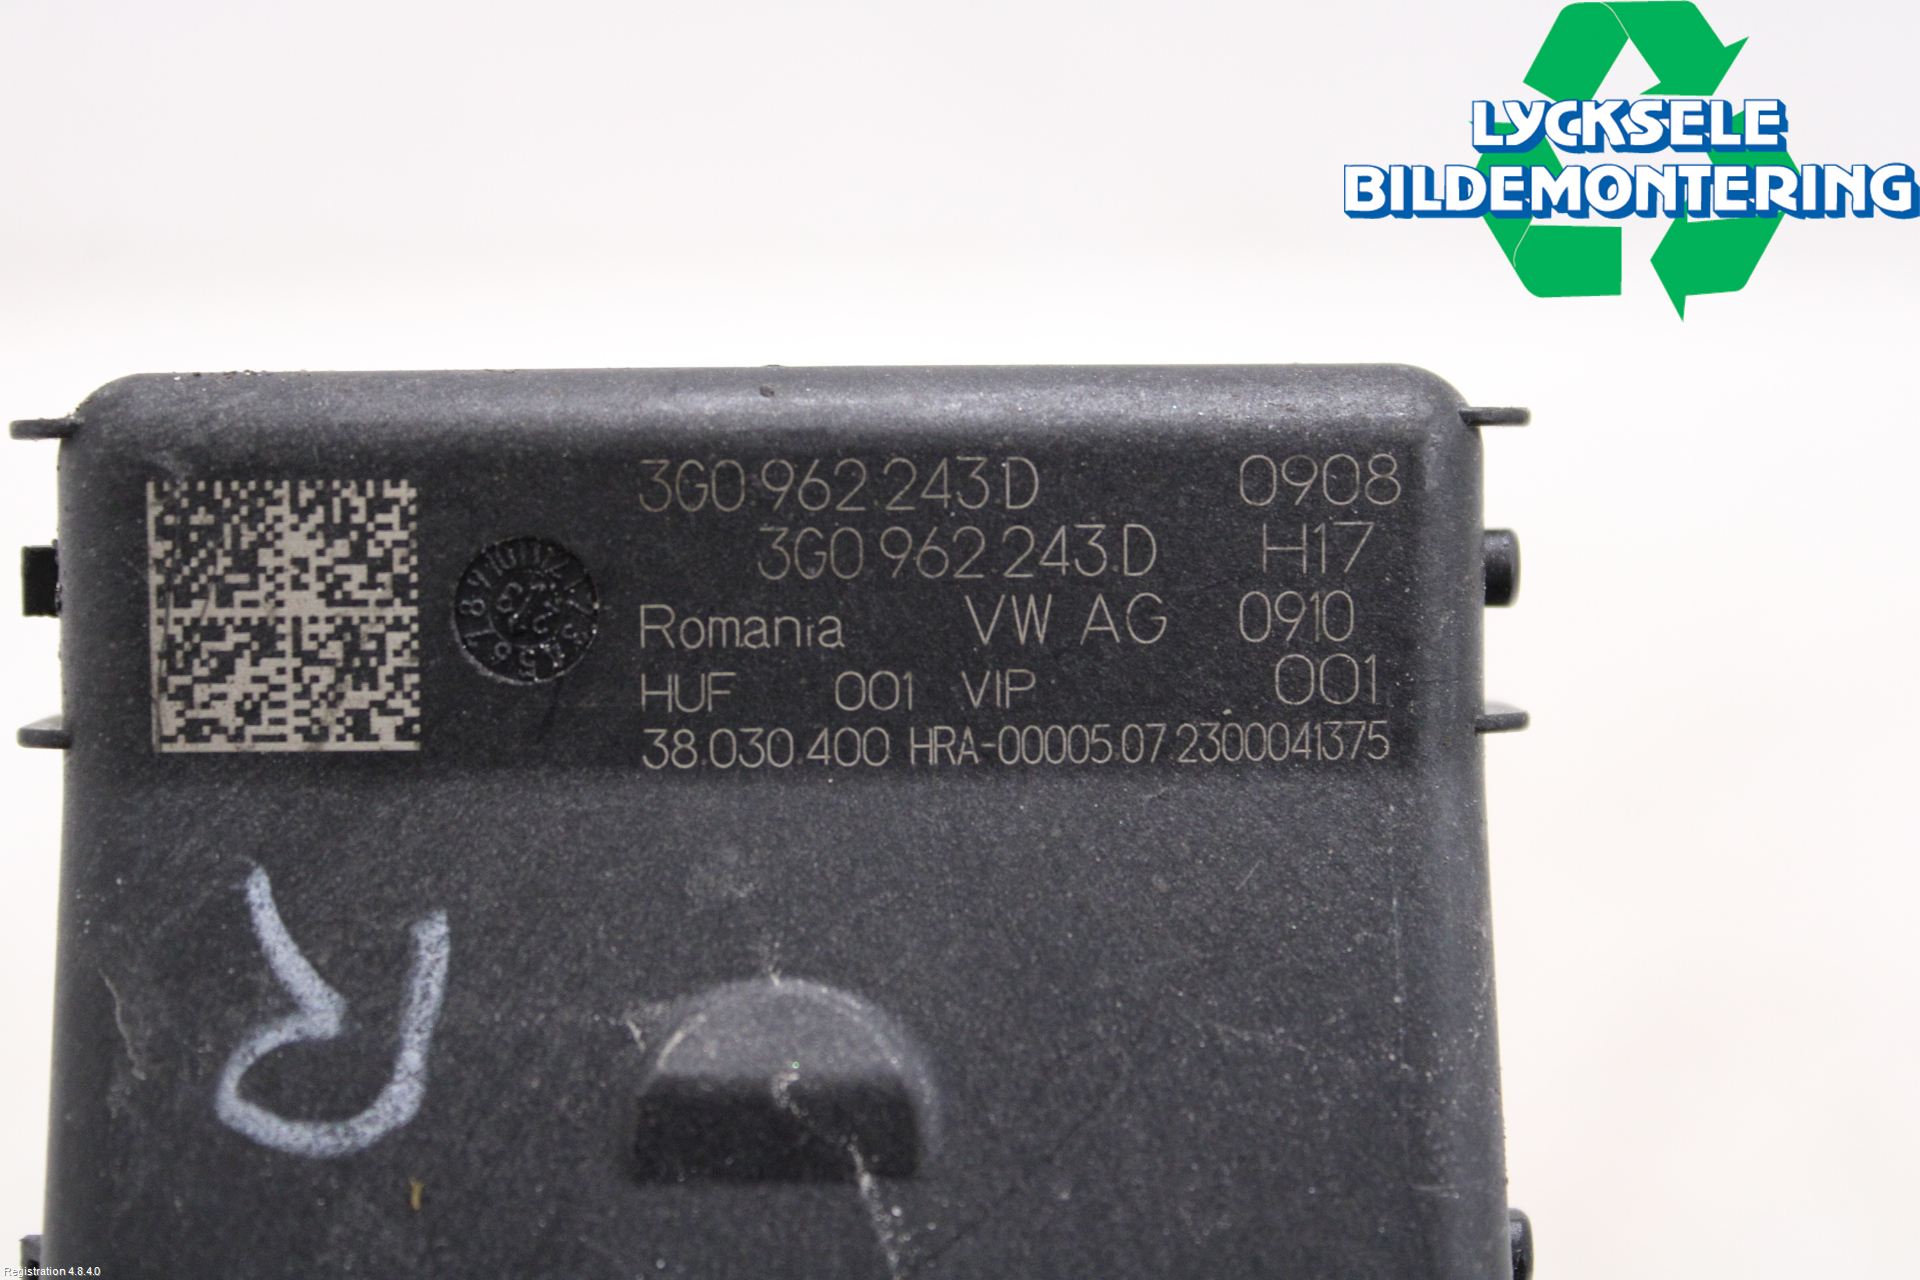 LYCKSELE
BILDEMONTERING
3G0.962.243.D 0908
3G0.962.243.D H17
Romania VW AG 0910
HUF 001 VIP 001
38.030.400 HRA-00005.07.2300041375
R
Registration 4.8.4.0